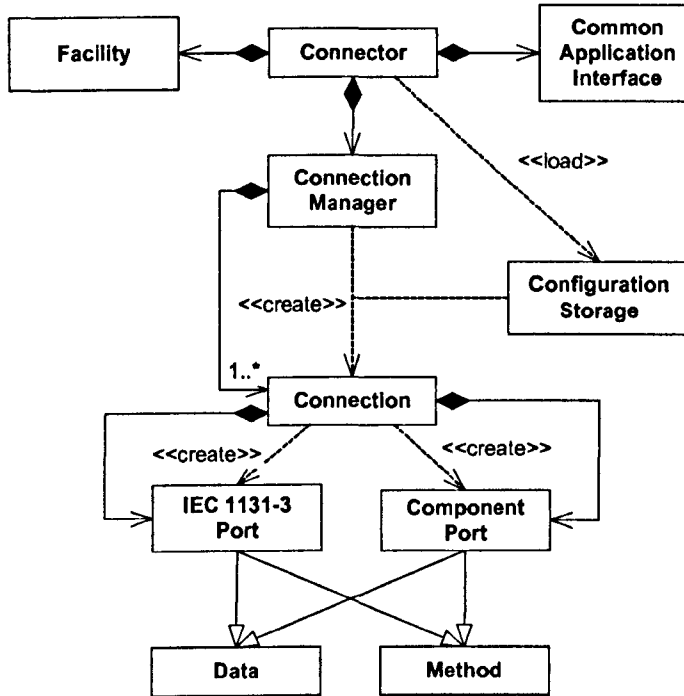 Facility
Connector
Common
Application
Interface
<<load>>
Connection
Manager
Configuration
Storage
<<create>>
1..*
Connection
<<create>>
<<create>>
IEC 1131-3
Port
Component
Port
Data
Method